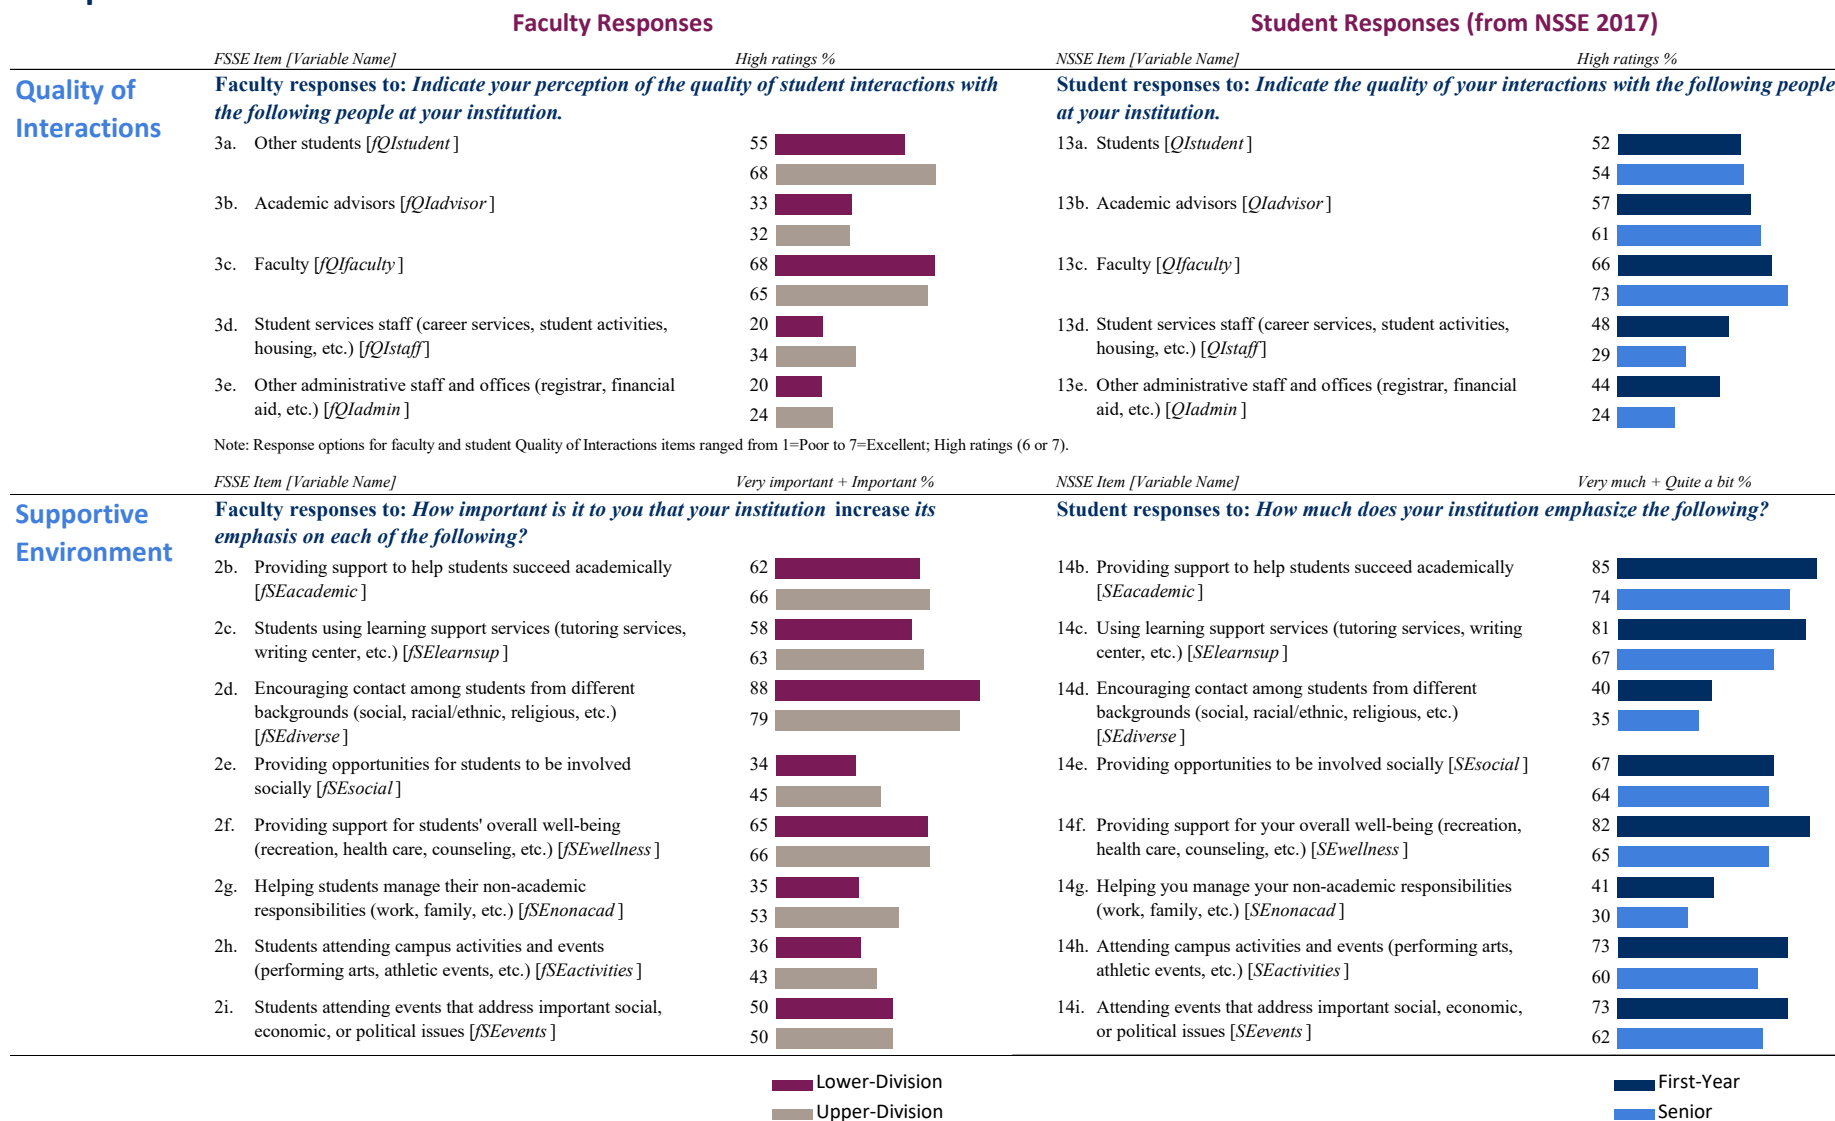 Faculty Responses
Student Responses (from NSSE 2017)
FSSE Item [Variable Name]
High ratings %
NSSE Item [Variable Name]
High ratings %
Quality of
Interactions
Faculty responses to: Indicate your perception of the quality of student interactions with
the following people at your institution.
Student responses to: Indicate the quality of your interactions with the following people
at your institution.
3a. Other students [fQIstudent]
55
68
13a. Students [QIstudent]
52
54
3b. Academic advisors [fQIadvisor]
33
32
13b. Academic advisors [QIadvisor]
57
61
3c. Faculty [fQIfaculty]
68
65
13c. Faculty [QIfaculty]
66
73
3d. Student services staff (career services, student activities,
housing, etc.) [fQIstaff]
20
34
13d. Student services staff (career services, student activities,
housing, etc.) [QIstaff]
48
29
3e. Other administrative staff and offices (registrar, financial
aid, etc.) [fQIadmin]
20
24
13e. Other administrative staff and offices (registrar, financial
aid, etc.) [QIadmin]
44
24
Note: Response options for faculty and student Quality of Interactions items ranged from 1=Poor to 7=Excellent; High ratings (6 or 7).
FSSE Item [Variable Name]
Very important + Important %
NSSE Item [Variable Name]
Very much + Quite a bit %
Supportive
Environment
Faculty responses to: How important is it to you that your institution increase its
emphasis on each of the following?
Student responses to: How much does your institution emphasize the following?
2b. Providing support to help students succeed academically
[fSEacademic]
62
66
14b. Providing support to help students succeed academically
[SEacademic]
85
74
2c. Students using learning support services (tutoring services,
writing center, etc.) [fSElearnsup]
58
63
14c. Using learning support services (tutoring services, writing
center, etc.) [SElearnsup]
81
67
2d. Encouraging contact among students from different
backgrounds (social, racial/ethnic, religious, etc.)
[fSEdiverse]
88
79
14d. Encouraging contact among students from different
backgrounds (social, racial/ethnic, religious, etc.)
[SEdiverse]
40
35
2e. Providing opportunities for students to be involved
socially [fSEsocial]
34
45
14e. Providing opportunities to be involved socially [SEsocial]
67
64
2f. Providing support for students' overall well-being
(recreation, health care, counseling, etc.) [fSEwellness]
65
66
14f. Providing support for your overall well-being (recreation,
health care, counseling, etc.) [SEwellness]
82
65
2g. Helping students manage their non-academic
responsibilities (work, family, etc.) [fSEnonacad]
35
53
14g. Helping you manage your non-academic responsibilities
(work, family, etc.) [SEnonacad]
41
30
2h. Students attending campus activities and events
(performing arts, athletic events, etc.) [fSEactivities]
36
43
14h. Attending campus activities and events (performing arts,
athletic events, etc.) [SEactivities]
73
60
2i. Students attending events that address important social,
economic, or political issues [fSEevents]
50
50
14i. Attending events that address important social, economic,
or political issues [SEevents]
73
62
Lower-Division
Upper-Division
First-Year
Senior